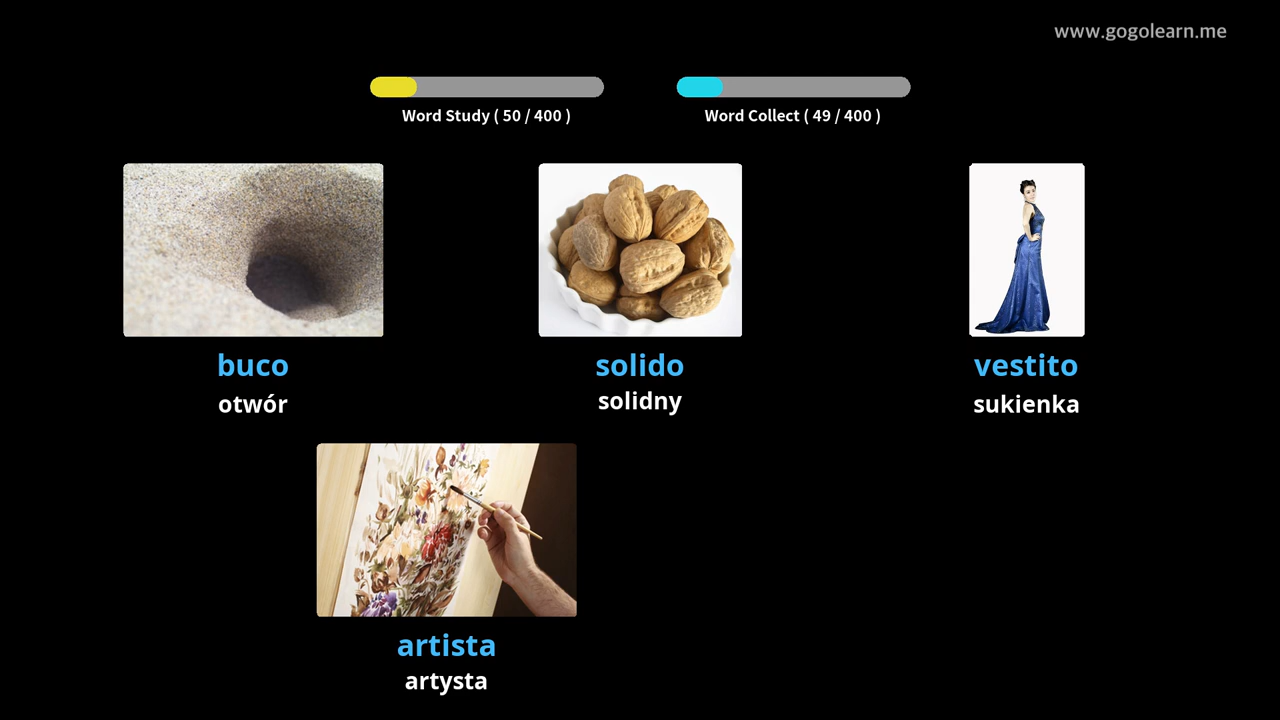 www.gogolearn.me
Word Study ( 50 / 400 )
Word Collect ( 49 / 400 )
buco
otwór
solido
solidny
vestito
sukienka
artista
artysta